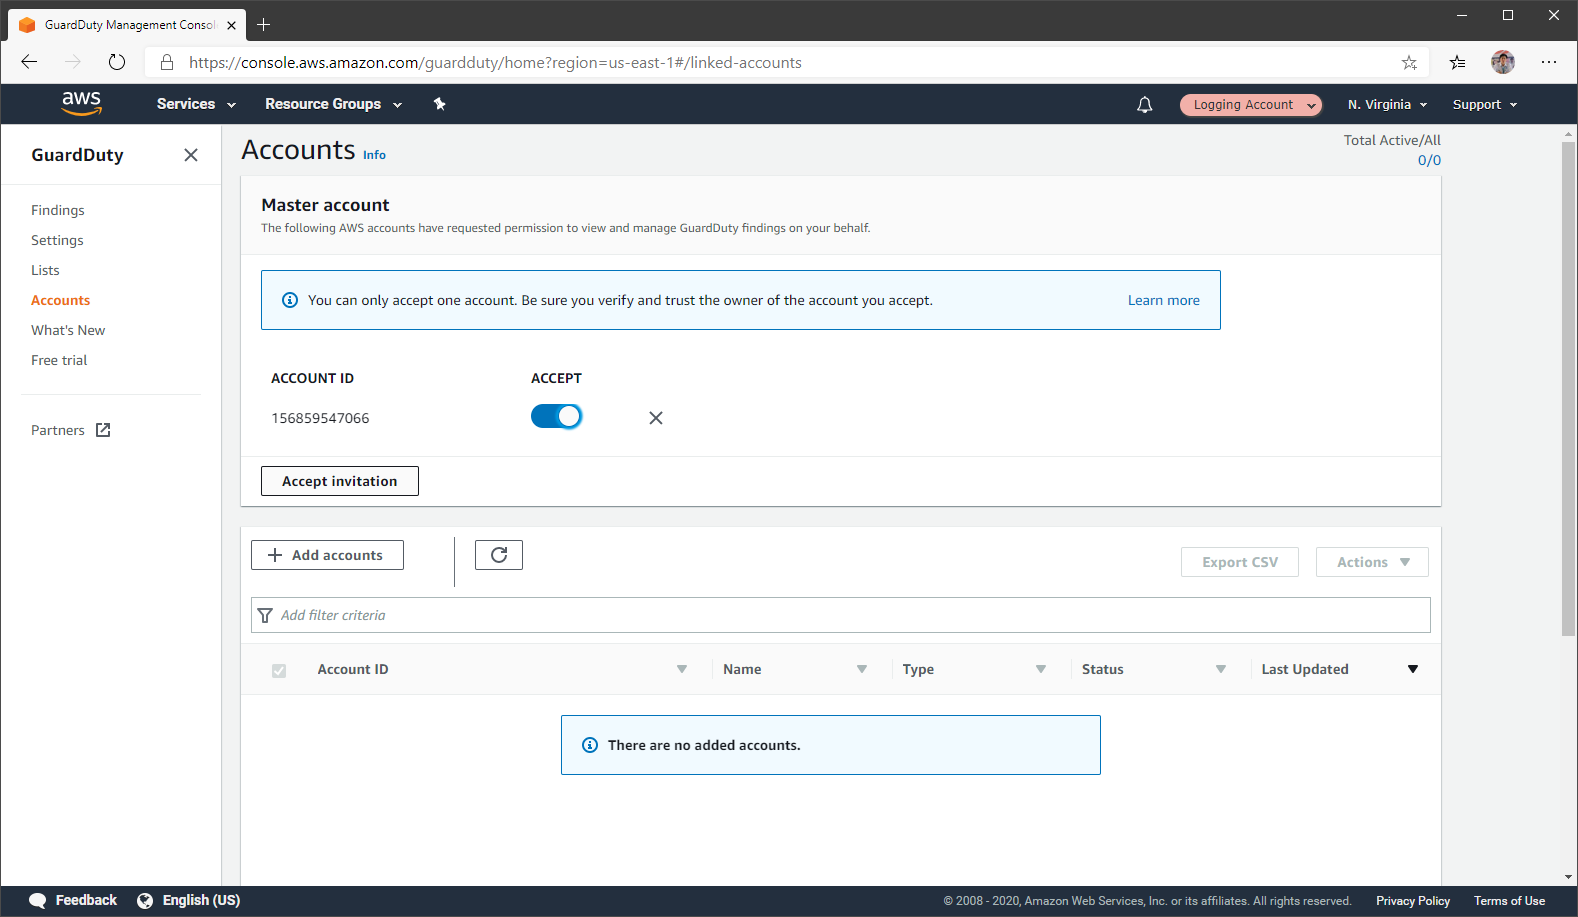 GuardDuty Management Consol
https://console.aws.amazon.com/guardduty/home?region=us-east-1#/linked-accounts
aws Services Resource Groups Logging Account N. Virginia Support
GuardDuty
Findings
Settings
Lists
Accounts
What's New
Free trial
Partners
Accounts Info
Total Active/All
0/0
Master account
The following AWS accounts have requested permission to view and manage GuardDuty findings on your behalf.
You can only accept one account. Be sure you verify and trust the owner of the account you accept. Learn more
ACCOUNT ID ACCEPT
156859547066
Accept invitation
Add accounts Export CSV Actions
Add filter criteria
Account ID Name Type Status Last Updated
There are no added accounts.
Feedback English (US) © 2008 - 2020, Amazon Web Services, Inc. or its affiliates. All rights reserved. Privacy Policy Terms of Use